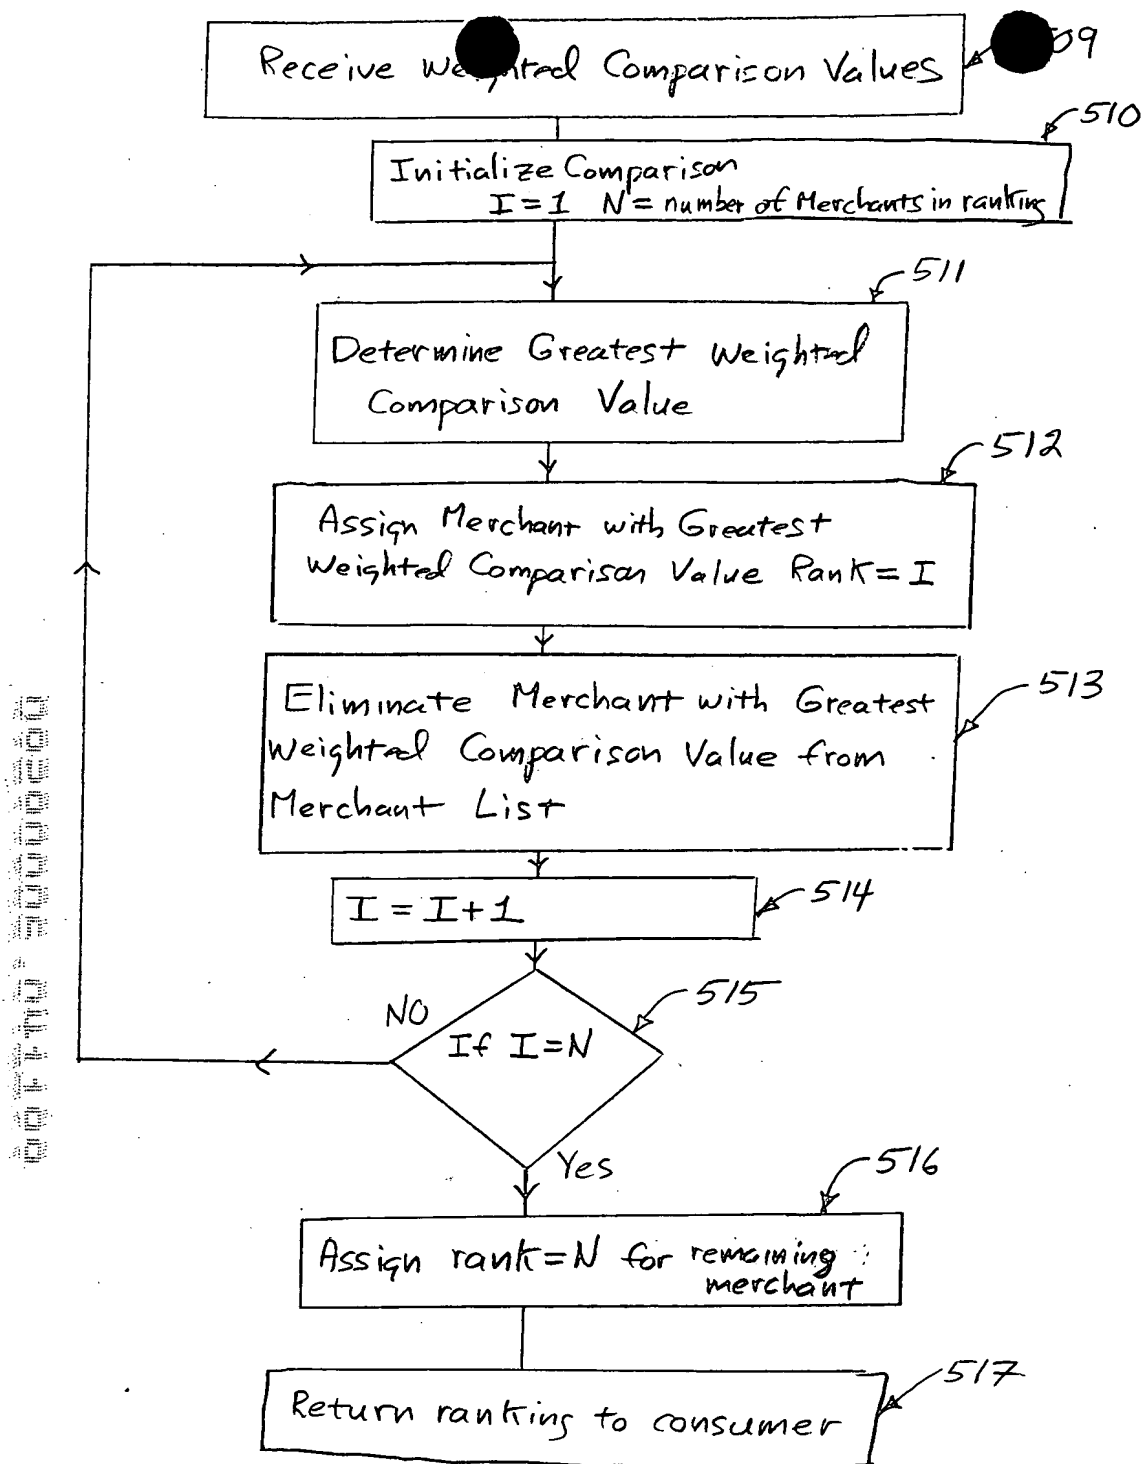 Receive Weighted Comparison Values
09
510
Initialize Comparison
I = 1 N = number of Merchants in ranking
511
Determine Greatest Weighted
Comparison Value
512
Assign Merchant with Greatest
Weighted Comparison Value Rank = I
513
Eliminate Merchant with Greatest
Weighted Comparison Value from
Merchant List
514
I = I+1
515
NO
If I=N
Yes
516
Assign rank=N for remaining
merchant
517
Return ranking to consumer